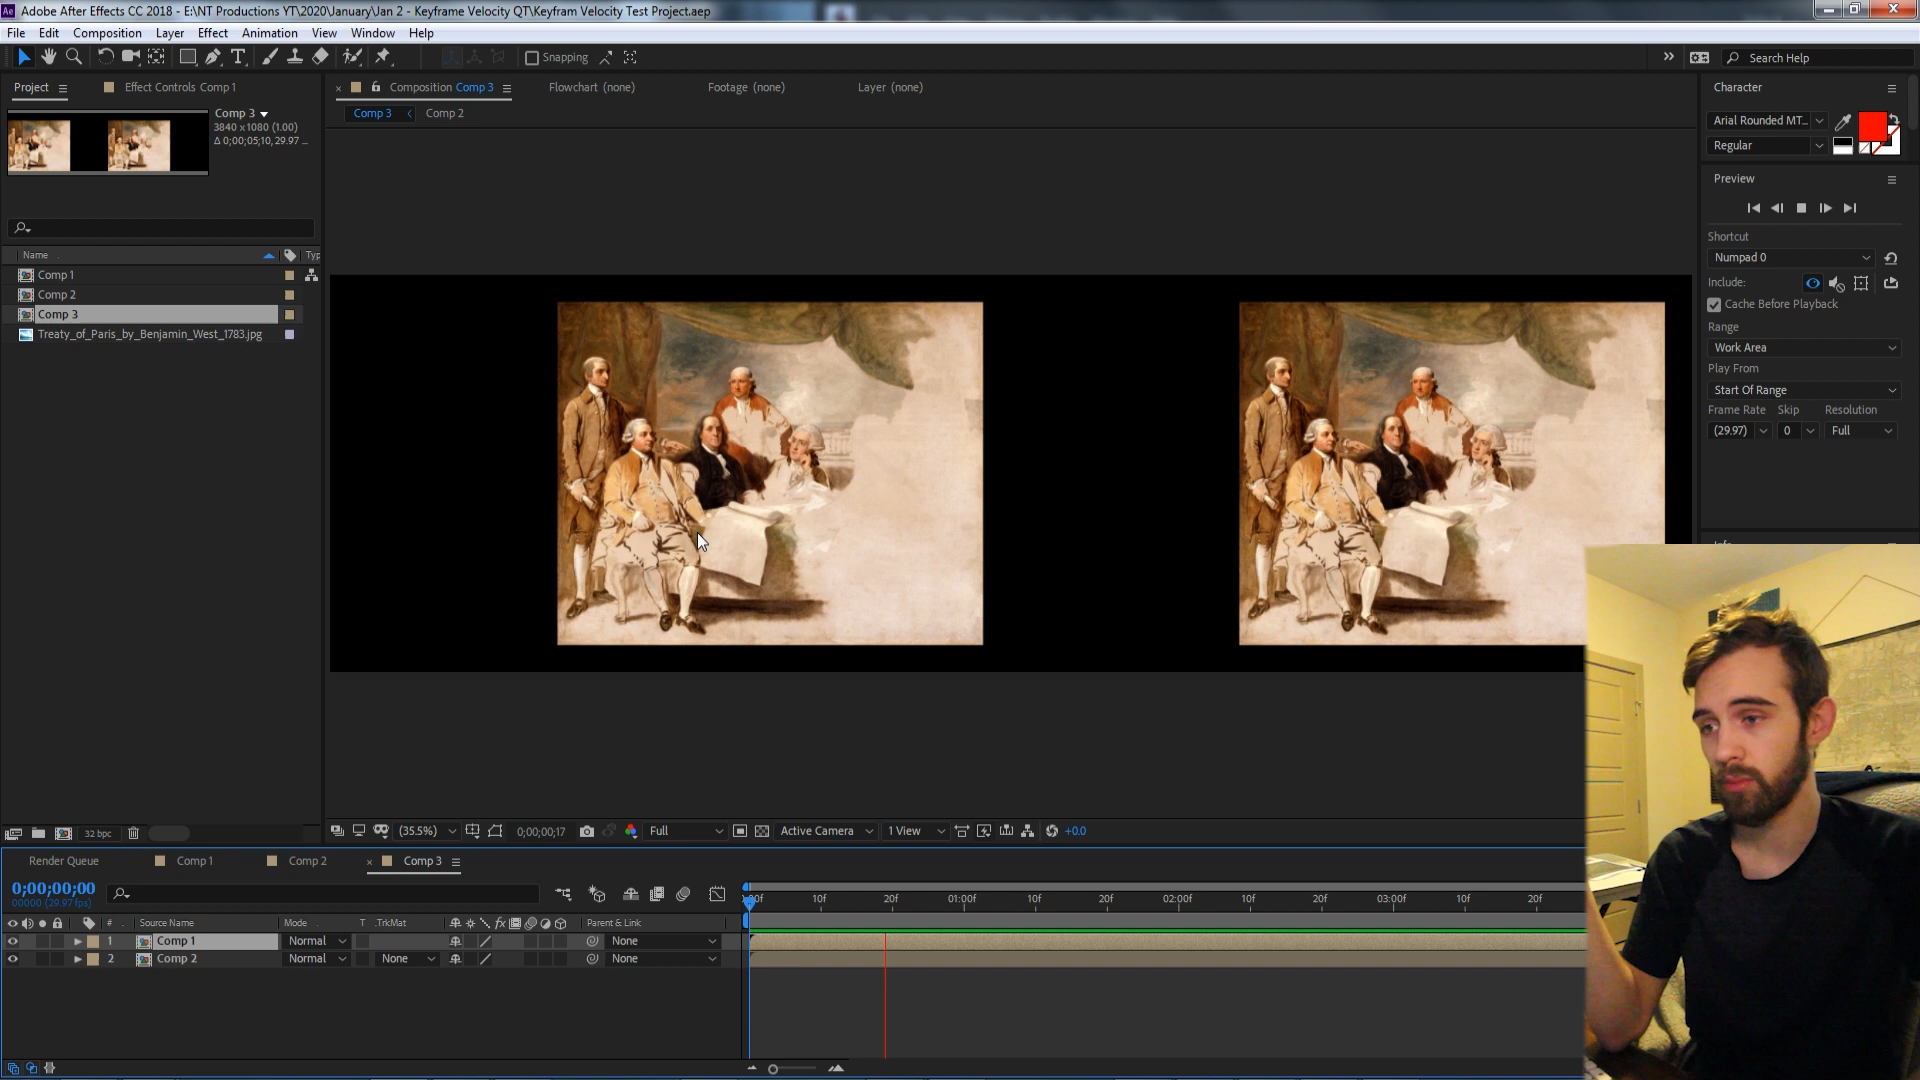 Ae Adobe After Effects CC 2018 - E:\NT Productions YT\2020\January\Jan 2 - Keyframe Velocity QT\Keyfram Velocity Test Project.aep
File Edit Composition Layer Effect Animation View Window Help
Snapping
Search Help
Project
Effect Controls Comp 1
Composition Comp 3
Flowchart (none)
Footage (none)
Layer (none)
Comp 3
Comp 2
Comp 3
3840 x 1080 (1.00)
Δ 0;00;05;10, 29.97 ...
Name
Typ
Comp 1
Comp 2
Comp 3
Treaty_of_Paris_by_Benjamin_West_1783.jpg
32 bpc
(35.5%)
0;00;00;17
Full
Active Camera
1 View
+0.0
Character
Arial Rounded MT...
Regular
Preview
Shortcut
Numpad 0
Include:
Cache Before Playback
Range
Work Area
Play From
Start Of Range
Frame Rate Skip Resolution
(29.97) 0 Full
Render Queue
Comp 1
Comp 2
Comp 3
0;00;00;00
00000 (29.97 fps)
# Source Name Mode T .TrkMat fx Parent & Link
1 Comp 1 Normal None
2 Comp 2 Normal None None
10f 20f 01:00f 10f 20f 02:00f 10f 20f 03:00f 10f 20f